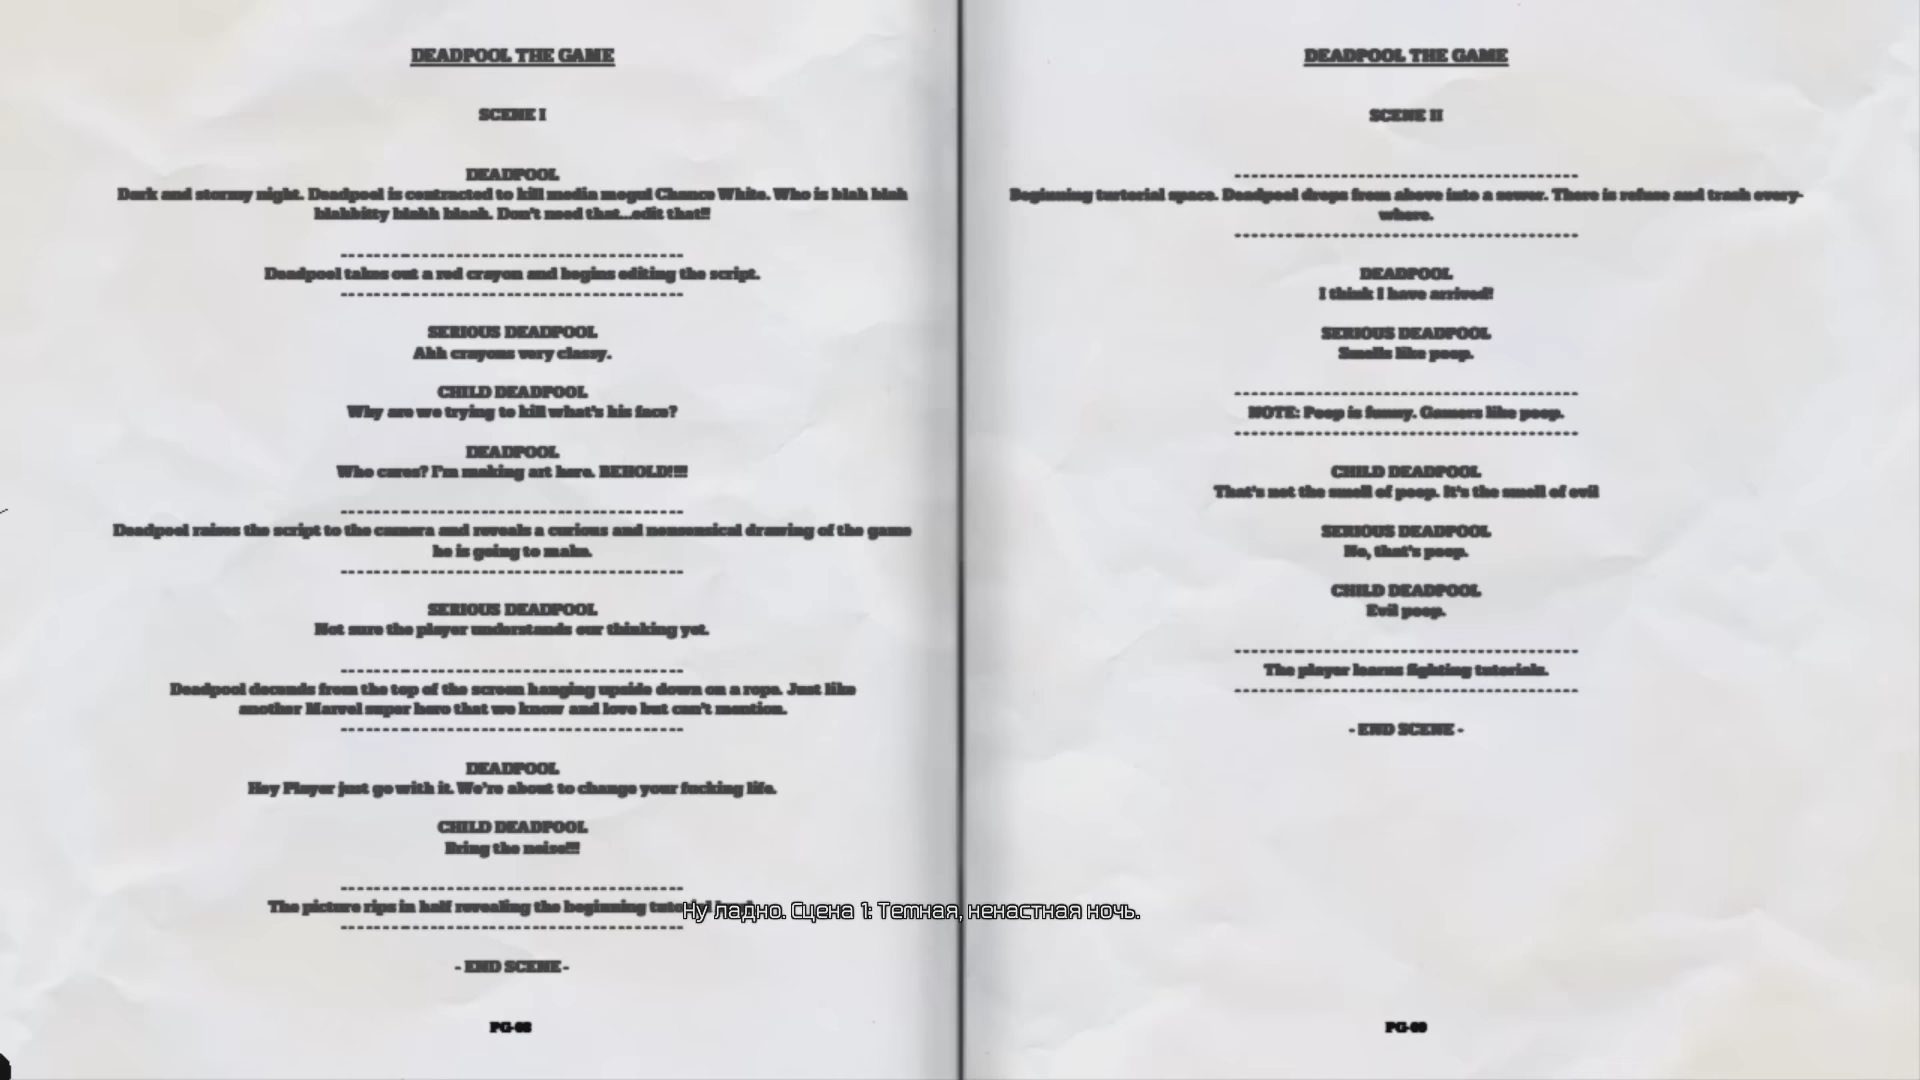 DEADPOOL THE GAME
SCENE I
DEADPOOL
Dark and stormy night. Deadpool is contracted to kill media mogul Chance White. Who is blah blah
blahbitty blahh blaah. Don't need that...edit that!!
Deadpool takes out a red crayon and begins editing the script.
SERIOUS DEADPOOL
Ahh crayons very classy.
CHILD DEADPOOL
Why are we trying to kill what's his face?
DEADPOOL
Who cares? I'm making art here. BEHOLD!!!!
Deadpool raises the script to the camera and reveals a curious and nonsensical drawing of the game
he is going to make.
SERIOUS DEADPOOL
Not sure the player understands our thinking yet.
Deadpool decends from the top of the screen hanging upside down on a rope. Just like
another Marvel super hero that we know and love but can't mention.
DEADPOOL
Hey Player just go with it. We're about to change your fucking life.
CHILD DEADPOOL
Bring the noise!!!
The picture rips in half revealing the beginning
- END SCENE -
PG-08
DEADPOOL THE GAME
SCENE II
Beginning turtorial space. Deadpool drops from above into a sewer. There is refuse and trash every-
where.
DEADPOOL
I think I have arrived!
SERIOUS DEADPOOL
Smells like poop.
NOTE: Poop is funny. Gamers like poop.
CHILD DEADPOOL
That's not the smell of poop. It's the smell of evil
SERIOUS DEADPOOL
No, that's poop.
CHILD DEADPOOL
Evil poop.
The player learns fighting tutorials.
- END SCENE -
PG-09
Ну ладно. Сцена 1: Темная, ненастная ночь.